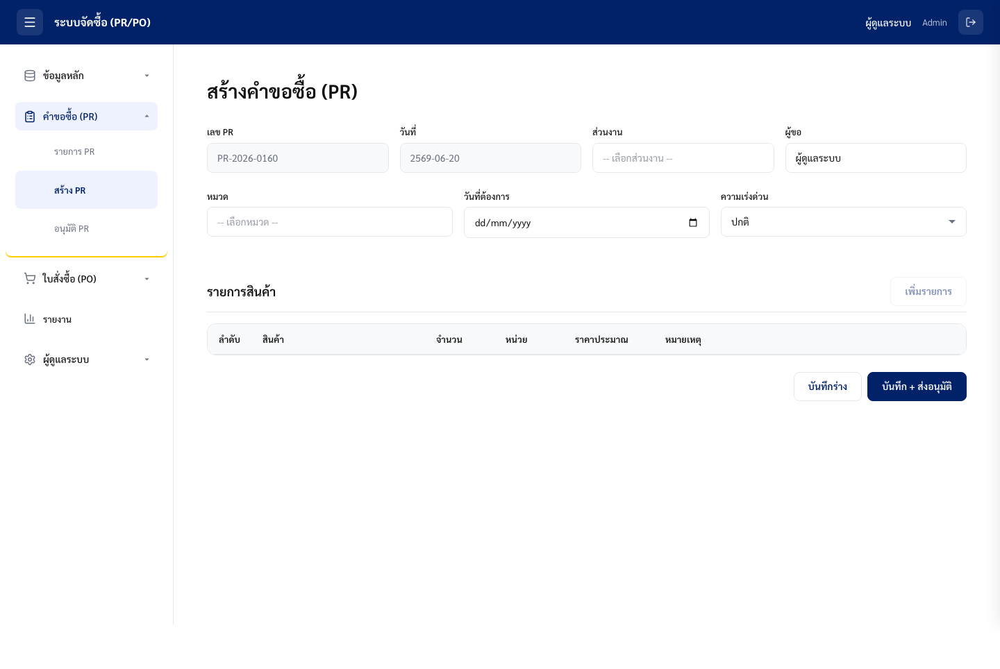 ระบบจัดซื้อ (PR/PO)
ผู้ดูแลระบบ Admin
ข้อมูลหลัก
คำขอซื้อ (PR)
รายการ PR
สร้าง PR
อนุมัติ PR
ใบสั่งซื้อ (PO)
รายงาน
ผู้ดูแลระบบ
สร้างคำขอซื้อ (PR)
เลข PR วันที่ ส่วนงาน ผู้ขอ
PR-2026-0160 2569-06-20 -- เลือกส่วนงาน -- ผู้ดูแลระบบ
หมวด วันที่ต้องการ ความเร่งด่วน
-- เลือกหมวด -- dd/mm/yyyy ปกติ
รายการสินค้า เพิ่มรายการ
ลำดับ สินค้า จำนวน หน่วย ราคาประมาณ หมายเหตุ
บันทึกร่าง บันทึก + ส่งอนุมัติ